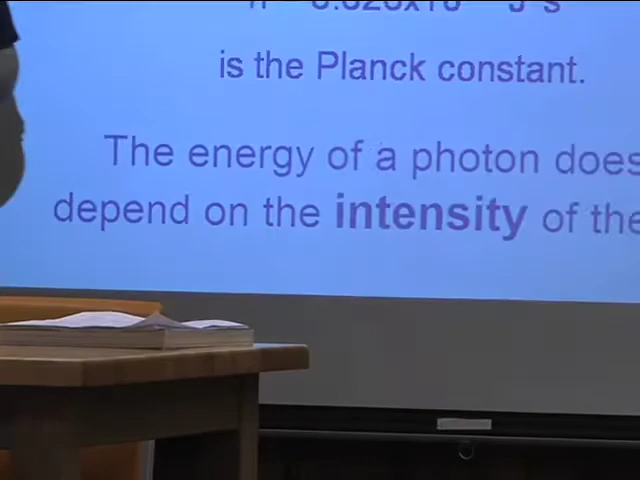 is the Planck constant.
The energy of a photon does
depend on the intensity of the